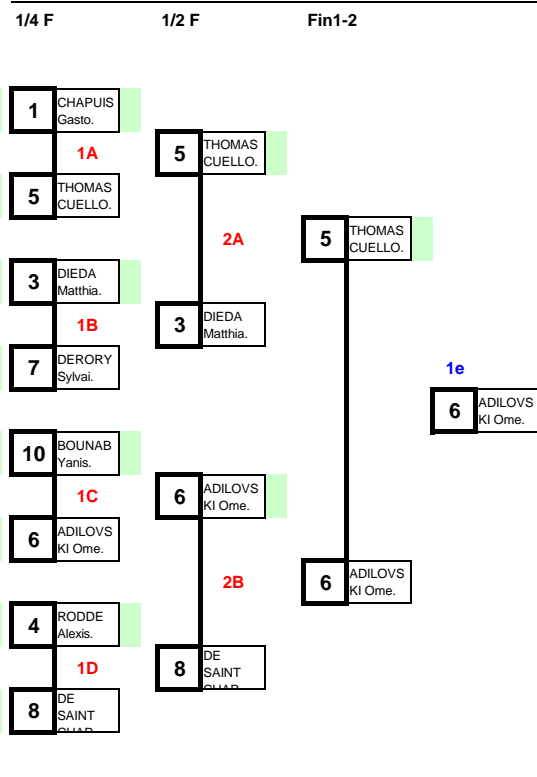 1/4 F 1/2 F Fin1-2
1 CHAPUIS
Gasto.
1A
5 THOMAS
CUELLO.
3 DIEDA
Matthia.
1B
7 DERORY
Sylvai.
10 BOUNAB
Yanis.
1C
6 ADILOVS
KI Ome.
4 RODDE
Alexis.
1D
8 DE
SAINT
5 THOMAS
CUELLO.
2A
3 DIEDA
Matthia.
6 ADILOVS
KI Ome.
2B
8 DE
SAINT
5 THOMAS
CUELLO.
6 ADILOVS
KI Ome.
1e
6 ADILOVS
KI Ome.